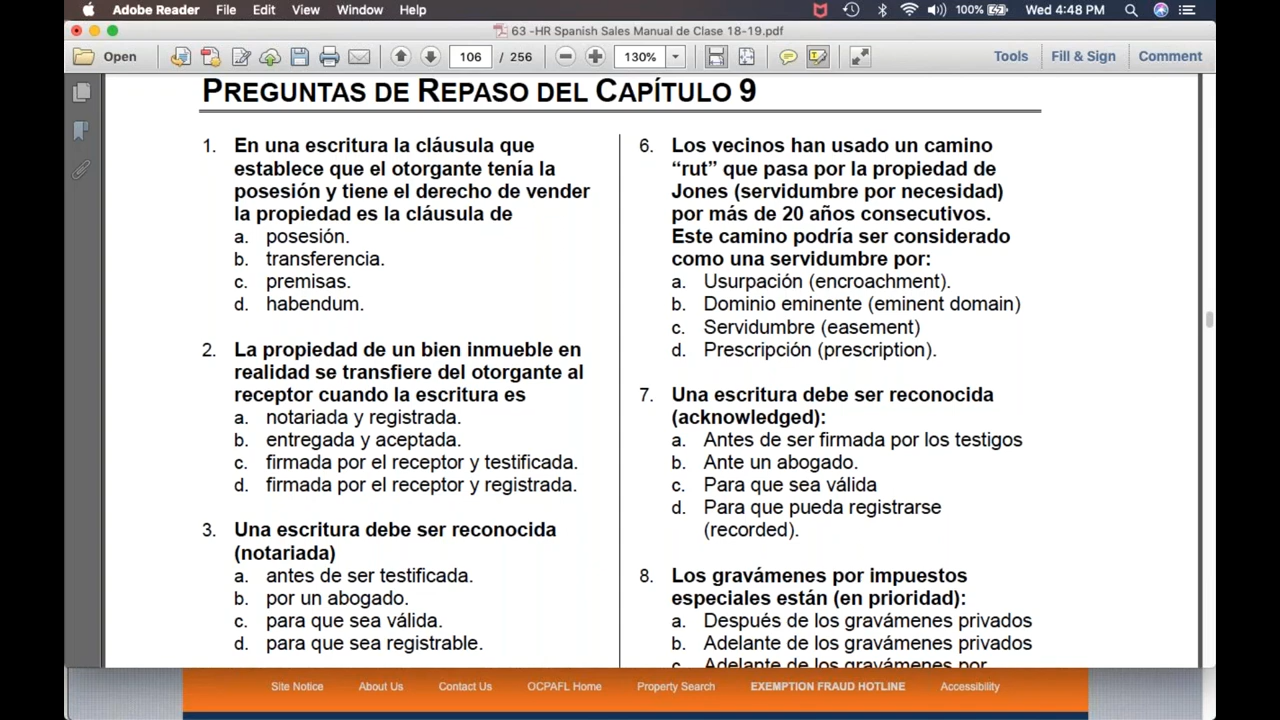 Adobe Reader File Edit View Window Help 100% Wed 4:48 PM
63 -HR Spanish Sales Manual de Clase 18-19.pdf
Open 106 / 256 130% Tools Fill & Sign Comment
PREGUNTAS DE REPASO DEL CAPÍTULO 9
1. En una escritura la cláusula que
establece que el otorgante tenía la
posesión y tiene el derecho de vender
la propiedad es la cláusula de
a. posesión.
b. transferencia.
c. premisas.
d. habendum.
2. La propiedad de un bien inmueble en
realidad se transfiere del otorgante al
receptor cuando la escritura es
a. notariada y registrada.
b. entregada y aceptada.
c. firmada por el receptor y testificada.
d. firmada por el receptor y registrada.
3. Una escritura debe ser reconocida
(notariada)
a. antes de ser testificada.
b. por un abogado.
c. para que sea válida.
d. para que sea registrable.
6. Los vecinos han usado un camino
“rut” que pasa por la propiedad de
Jones (servidumbre por necesidad)
por más de 20 años consecutivos.
Este camino podría ser considerado
como una servidumbre por:
a. Usurpación (encroachment).
b. Dominio eminente (eminent domain)
c. Servidumbre (easement)
d. Prescripción (prescription).
7. Una escritura debe ser reconocida
(acknowledged):
a. Antes de ser firmada por los testigos
b. Ante un abogado.
c. Para que sea válida
d. Para que pueda registrarse
(recorded).
8. Los gravámenes por impuestos
especiales están (en prioridad):
a. Después de los gravámenes privados
b. Adelante de los gravámenes privados
c. Adelante de los gravámenes por
Site Notice About Us Contact Us OCPAFL Home Property Search EXEMPTION FRAUD HOTLINE Accessibility